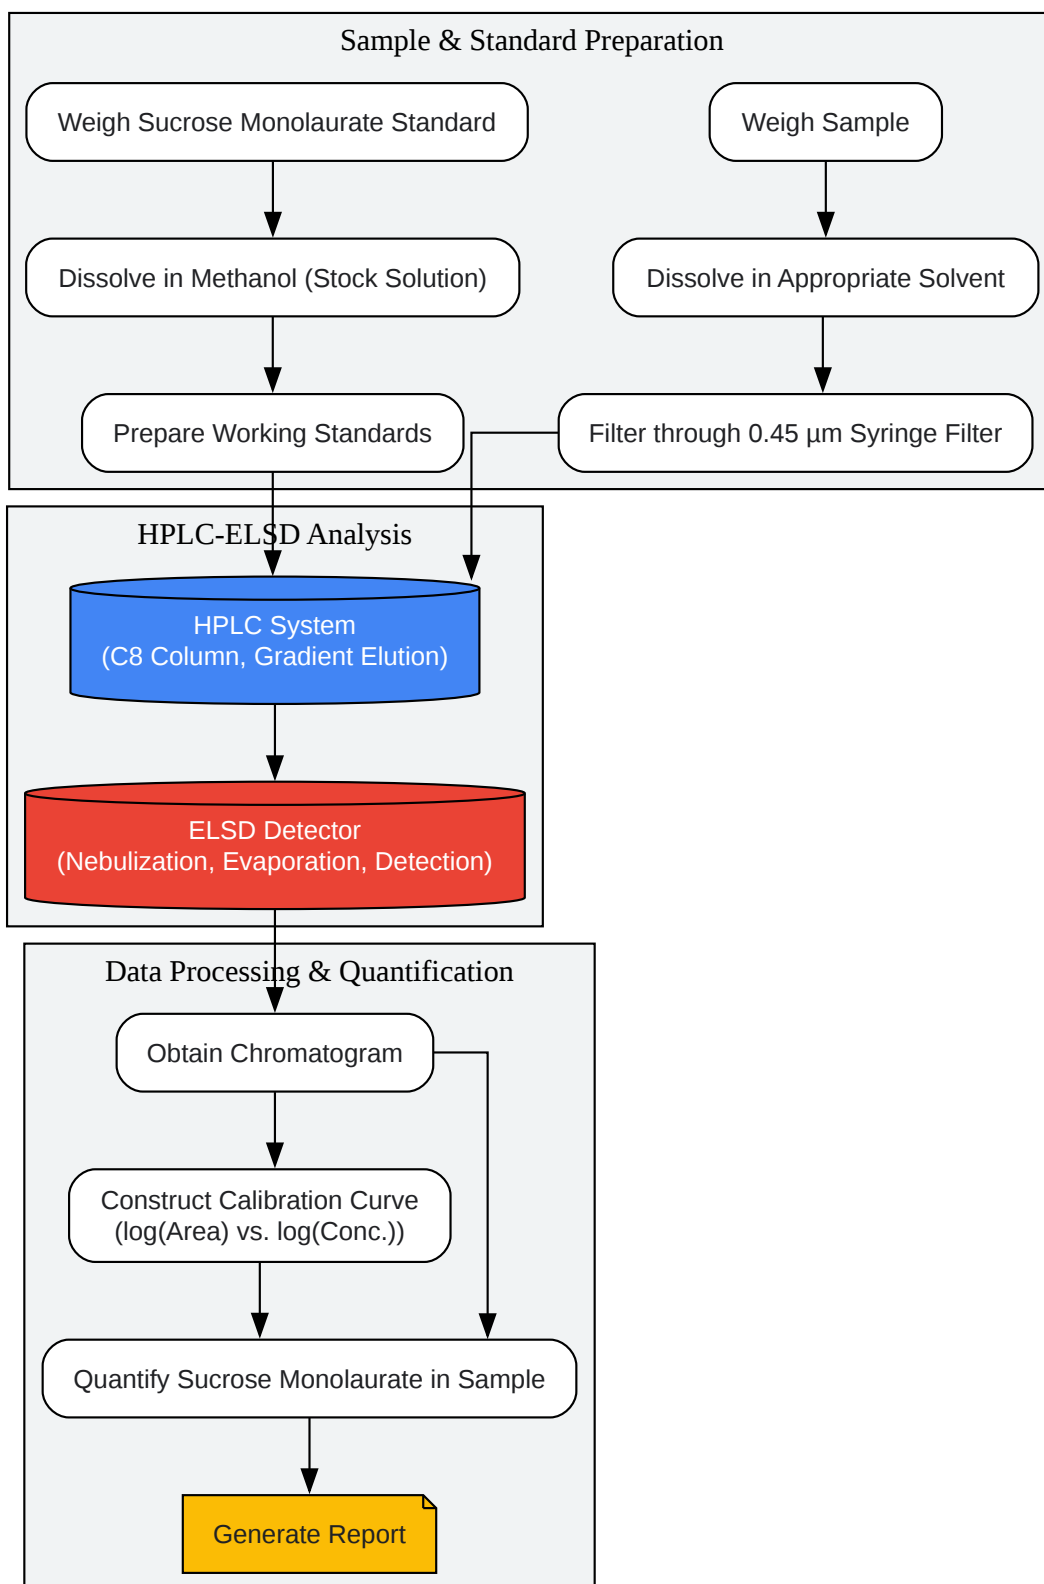 Sample & Standard Preparation
Weigh Sucrose Monolaurate Standard
Weigh Sample
Dissolve in Methanol (Stock Solution)
Dissolve in Appropriate Solvent
Prepare Working Standards
Filter through 0.45 µm Syringe Filter
HPLC-ELSD Analysis
HPLC System
(C8 Column, Gradient Elution)
ELSD Detector
(Nebulization, Evaporation, Detection)
Data Processing & Quantification
Obtain Chromatogram
Construct Calibration Curve
(log(Area) vs. log(Conc.))
Quantify Sucrose Monolaurate in Sample
Generate Report